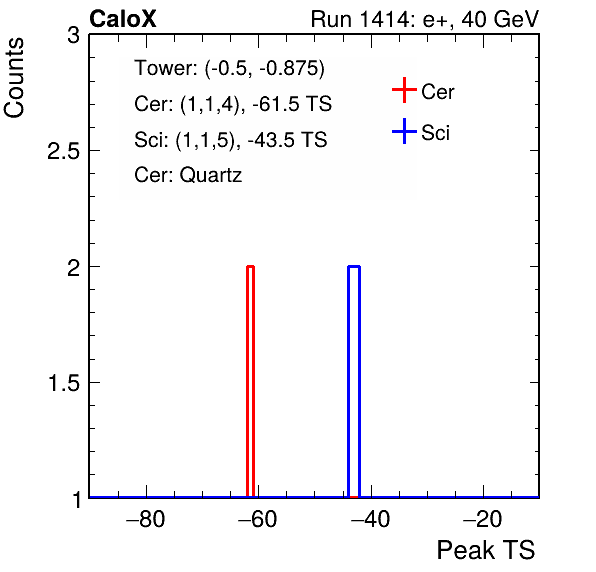 CaloX Run 1414: e+, 40 GeV
Counts
3
2.5
2
1.5
1
Tower: (-0.5, -0.875)
Cer: (1,1,4), -61.5 TS
Sci: (1,1,5), -43.5 TS
Cer: Quartz
Cer
Sci
−80 −60 −40 −20
Peak TS